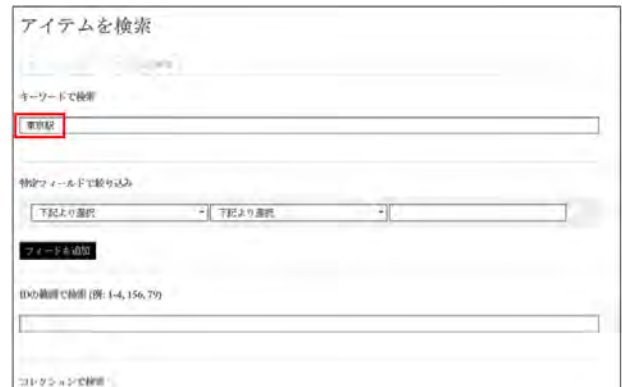 アイテムを検索
キーワードで検索
東京駅
特定フィールドで絞り込み
下記より選択 下記より選択
フィードを追加
IDの範囲で検索 (例: 1-4, 156, 79)
コレクションで検索